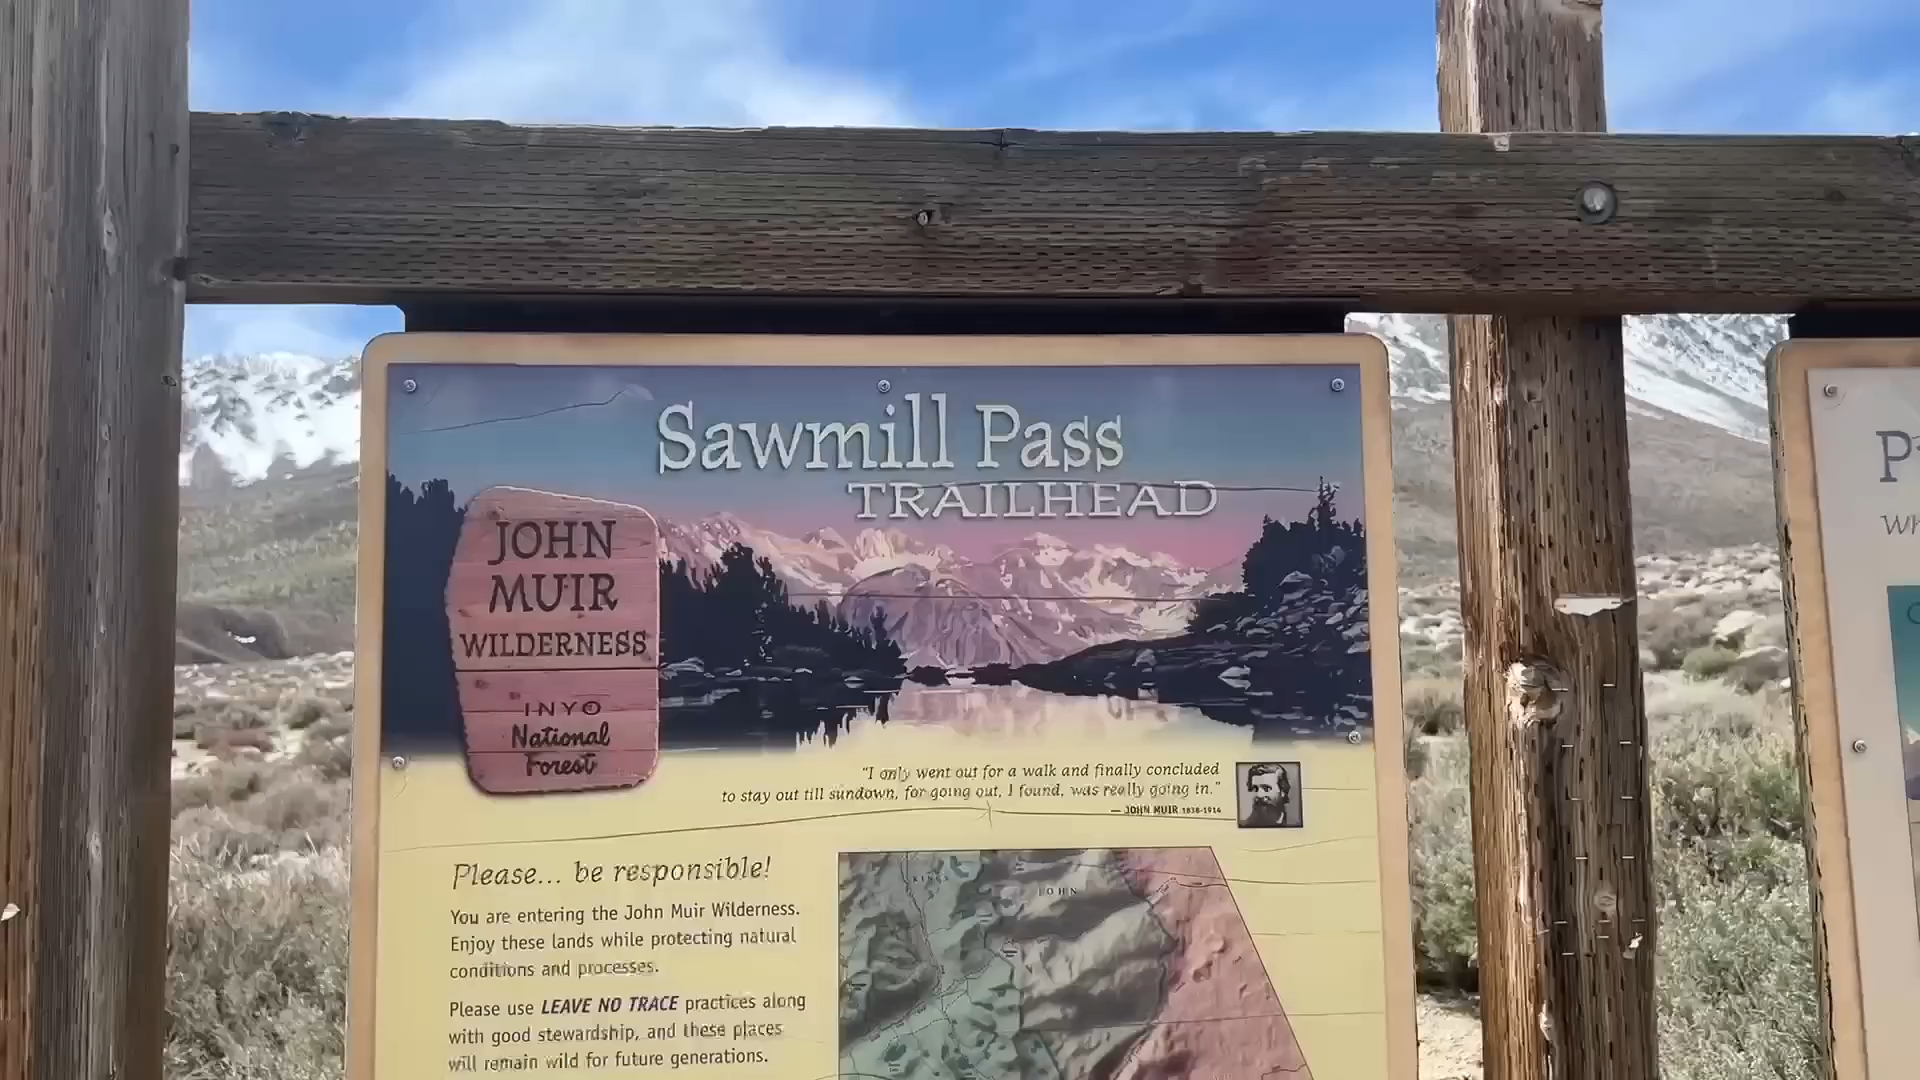 Sawmill Pass
TRAILHEAD
JOHN
MUIR
WILDERNESS
INYO
National
Forest
"I only went out for a walk and finally concluded
to stay out till sundown, for going out, I found, was really going in."
— JOHN MUIR 1838-1914
Please... be responsible!
You are entering the John Muir Wilderness.
Enjoy these lands while protecting natural
conditions and processes.
Please use LEAVE NO TRACE practices along
with good stewardship, and these places
will remain wild for future generations.
KINGS
JOHN